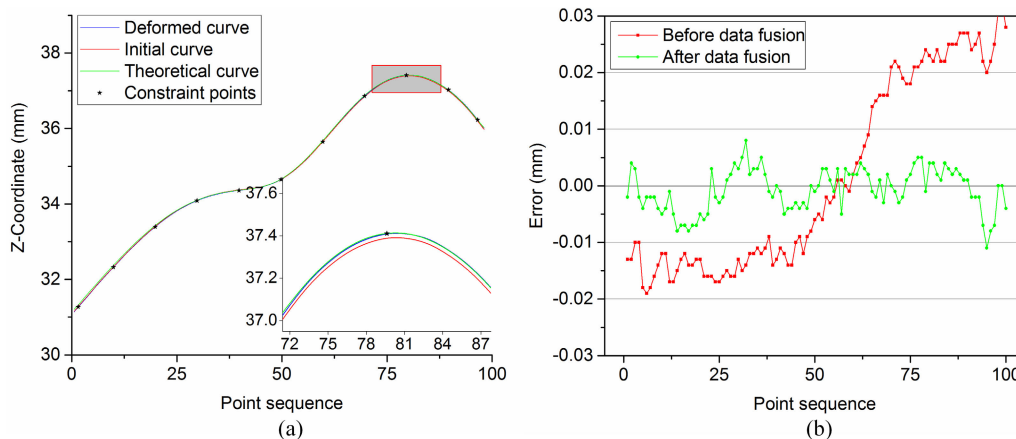 Deformed curve
Initial curve
Theoretical curve
Constraint points
Z-Coordinate (mm)
38
36
34
32
30
0
25
50
75
100
Point sequence
37.6
37.4
37.2
37.0
72
75
78
81
84
87
(a)
Before data fusion
After data fusion
Error (mm)
0.03
0.02
0.01
0.00
-0.01
-0.02
-0.03
0
25
50
75
100
Point sequence
(b)